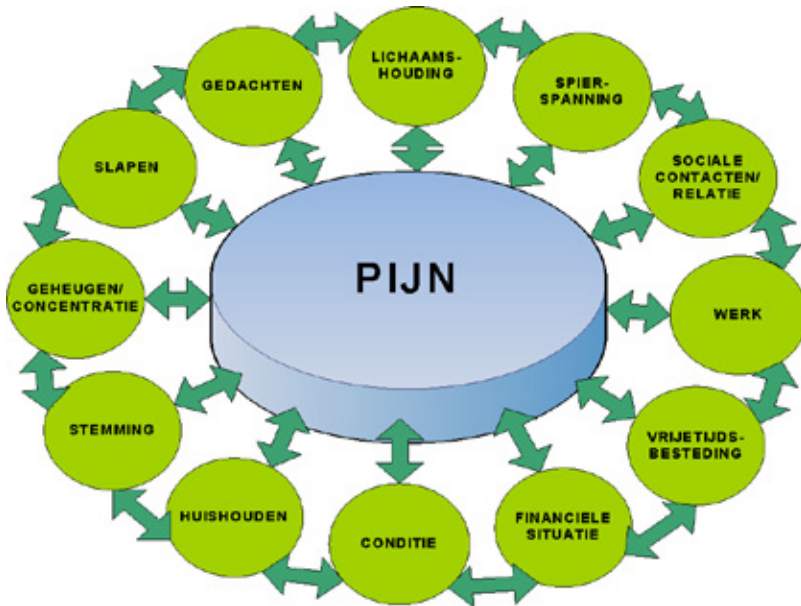 PIJN
LICHAAMS-
HOUDING
SPIER-
SPANNING
SOCIALE
CONTACTEN/
RELATIE
WERK
VRIJETIJDS-
BESTEDING
FINANCIELE
SITUATIE
CONDITIE
HUISHOUDEN
STEMMING
GEHEUGEN/
CONCENTRATIE
SLAPEN
GEDACHTEN